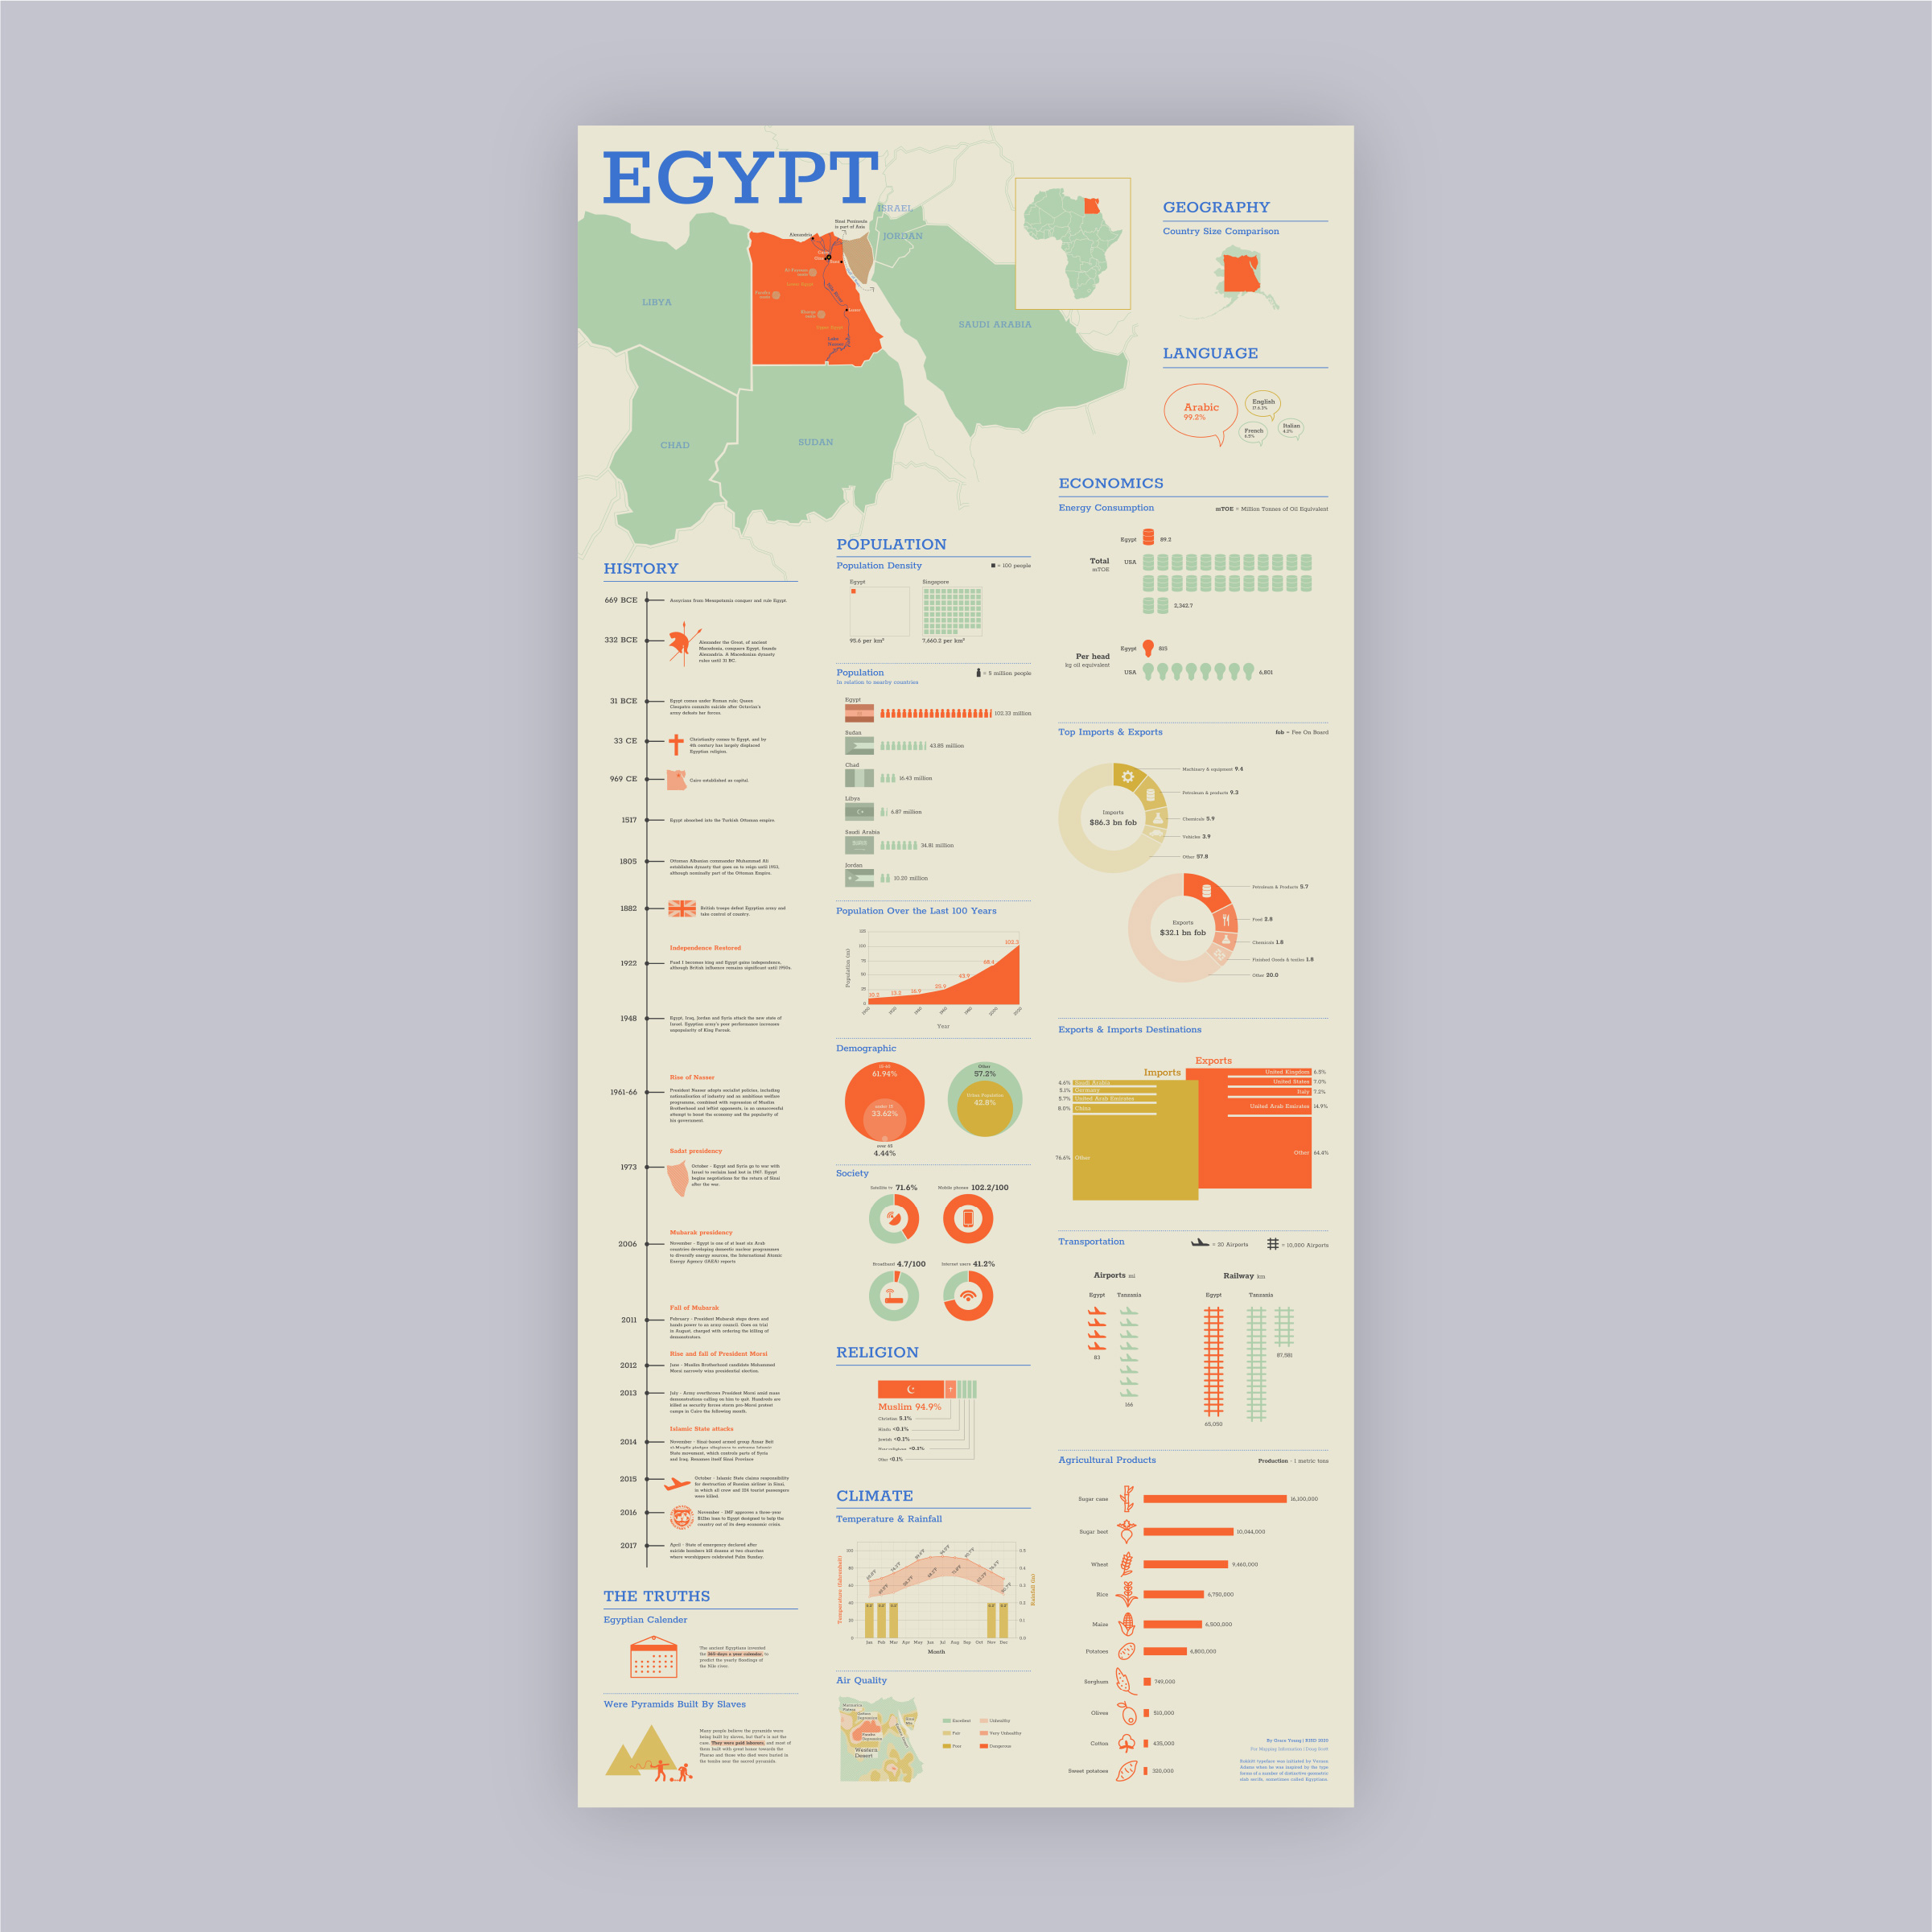 EGYPT
ISRAEL
JORDAN
LIBYA
SAUDI ARABIA
CHAD
SUDAN
Sinai Peninsula
is part of Asia
Alexandria
Lake
GEOGRAPHY
Country Size Comparison
LANGUAGE
Arabic
99.2%
English
French
Italian
HISTORY
669 BCE
Assyrians from Mesopotamia conquer and rule Egypt
332 BCE
Alexander the Great, of ancient
Macedonia, conquers Egypt, founds
Alexandria. A Macedonian dynasty
rules until 31 BC.
31 BCE
Egypt comes under Roman rule; Queen
Cleopatra commits suicide after Octavian's
army defeats her forces.
33 CE
Christianity comes to Egypt, and by
4th century has largely displaced
Egyptian religion.
969 CE
Cairo established as capital.
1517
Egypt absorbed into the Turkish Ottoman empire
1805
Ottoman Albanian commander Muhammad Ali
establishes dynasty that goes on to reign until 1953,
although nominally part of the Ottoman Empire.
1882
British troops defeat Egyptian army and
take control of country.
Independence Restored
1922
Fuad I becomes king and Egypt gains independence,
although British influence remains significant until 1950s.
1948
Egypt, Iraq, Jordan and Syria attack the new state of
Israel. Egyptian army's poor performance increases
unpopularity of King Farouk.
Rise of Nasser
1961-66
President Nasser adopts socialist policies, including
nationalisation of industry and an ambitious welfare
programme, combined with repression of Muslim
Brotherhood and leftist opponents, in an unsuccessful
attempt to boost the economy and the popularity of
his government.
Sadat presidency
1973
October - Egypt and Syria go to war with
Israel to reclaim land lost in 1967. Egypt
begins negotiations for the return of Sinai
after the war.
Mubarak presidency
2006
November - Egypt is one of at least six Arab
countries developing domestic nuclear programmes
to diversify energy sources, the International Atomic
Energy Agency (IAEA) reports
Fall of Mubarak
2011
February - President Mubarak steps down and
hands power to an army council. Goes on trial
in August, charged with ordering the killing of
demonstrators.
Rise and fall of President Morsi
2012
June - Muslim Brotherhood candidate Mohammed
Morsi narrowly wins presidential election.
2013
July - Army overthrows President Morsi amid mass
demonstrations calling on him to quit. Hundreds are
killed as security forces storm pro-Morsi protest
camps in Cairo the following month.
Islamic State attacks
2014
November - Sinai-based armed group Ansar Beit
al-Maqdis pledges allegiance to extreme Islamic
State movement, which controls parts of Syria
and Iraq. Renames itself Sinai Province
2015
October - Islamic State claims responsibility
for destruction of Russian airliner in Sinai,
in which all crew and 224 tourist passengers
were killed.
2016
November - IMF approves a three-year
$12bn loan to Egypt designed to help the
country out of its deep economic crisis.
2017
April - State of emergency declared after
suicide bombers kill dozens at two churches
where worshippers celebrated Palm Sunday.
THE TRUTHS
Egyptian Calender
The ancient Egyptians invented
the 365 days a year calendar to
predict the yearly floodings of
the Nile river.
Were Pyramids Built By Slaves
Many people believe the pyramids were
being built by slaves, but that's is not the
case. They were paid laborers, and most of
them built with great honor towards the
Pharao and those who died were buried in
the tombs near the sacred pyramids.
POPULATION
Population Density
= 100 people
Egypt
Singapore
95.6 per km²
7,660.2 per km²
Population
= 5 million people
In relation to nearby countries
Egypt
102.33 million
Sudan
43.85 million
Chad
16.43 million
Libya
6.87 million
Saudi Arabia
34.81 million
Jordan
10.20 million
Population Over the Last 100 Years
Population (m)
125
100
75
50
25
0
10.2
13.2
16.9
25.9
43.9
68.4
102.3
Year
Demographic
61.94%
33.62%
over 65
4.44%
Other
57.2%
Urban Population
42.8%
Society
Satellite tv 71.6%
Mobile phones 102.2/100
Broadband 4.7/100
Internet users 41.2%
RELIGION
Muslim 94.9%
Christian 5.1%
Hindu <0.1%
Jewish <0.1%
Non religious <0.1%
Other <0.1%
CLIMATE
Temperature & Rainfall
Temperature (fahrenheit)
Rainfall (in)
Jan Feb Mar Apr May Jun Jul Aug Sep Oct Nov Dec
Month
Air Quality
Western
Desert
Excellent
Unhealthy
Fair
Very Unhealthy
Poor
Dangerous
ECONOMICS
Energy Consumption
mTOE = Million Tonnes of Oil Equivalent
Total
mTOE
Egypt
89.2
USA
2,342.7
Per head
kg oil equivalent
Egypt
815
USA
6,801
Top Imports & Exports
fob = Fee On Board
Imports
$86.3 bn fob
Machinery & equipment 9.4
Petroleum & products 9.2
Chemicals 5.9
Vehicles 3.9
Other 57.8
Exports
$32.1 bn fob
Petroleum & Products 5.7
Food 2.8
Chemicals 1.8
Finished Goods & textiles 1.8
Other 20.0
Exports & Imports Destinations
Exports
Imports
United Kingdom 6.5%
United States 7.0%
Italy 7.2%
United Arab Emirates 14.9%
Other 64.4%
4.6% Saudi Arabia
5.1% Germany
5.7% United Arab Emirates
8.0% China
76.6% Other
Transportation
= 20 Airports
= 10,000 Airports
Airports mi
Railway km
Egypt
Tanzania
Egypt
Tanzania
83
166
65,050
87,581
Agricultural Products
Production - 1 metric tons
Sugar cane
16,100,000
Sugar beet
10,044,000
Wheat
9,460,000
Rice
6,750,000
Maize
6,500,000
Potatoes
4,800,000
Sorghum
749,000
Olives
510,000
Cotton
435,000
Sweet potatoes
320,000